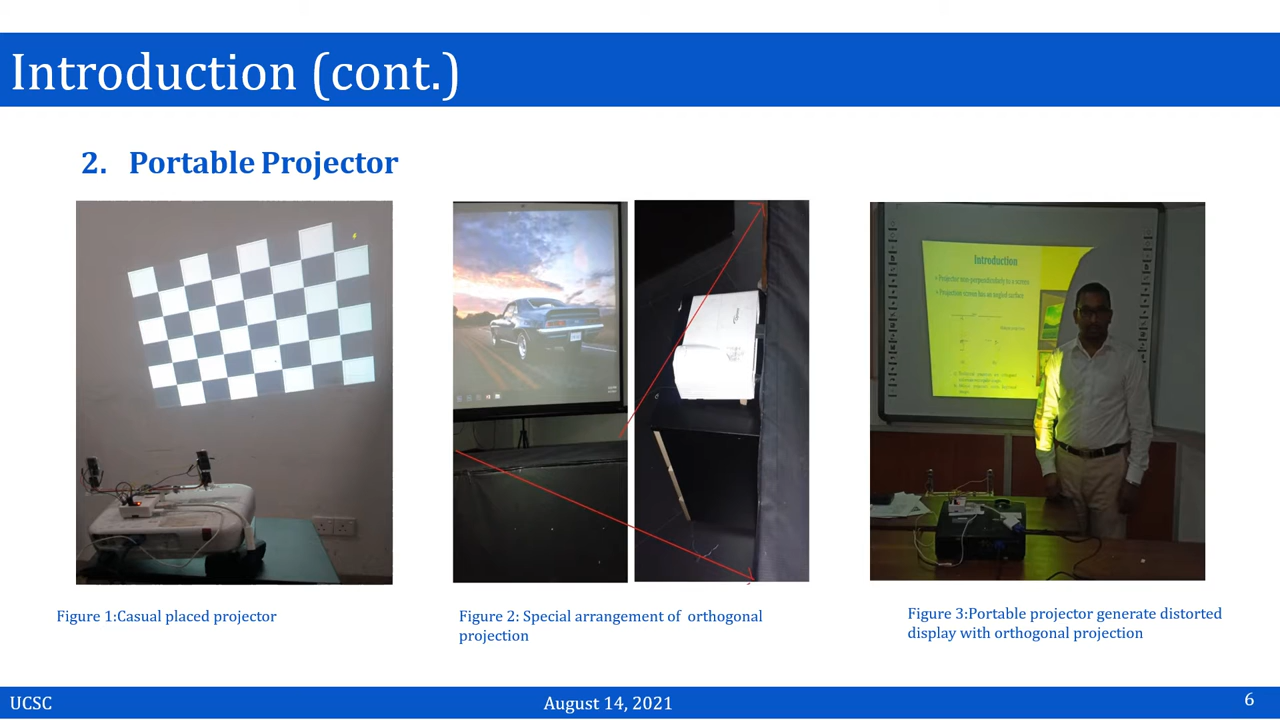 Introduction (cont.)
2. Portable Projector
Introduction
Figure 1:Casual placed projector
Figure 2: Special arrangement of orthogonal
projection
Figure 3:Portable projector generate distorted
display with orthogonal projection
UCSC
August 14, 2021
6